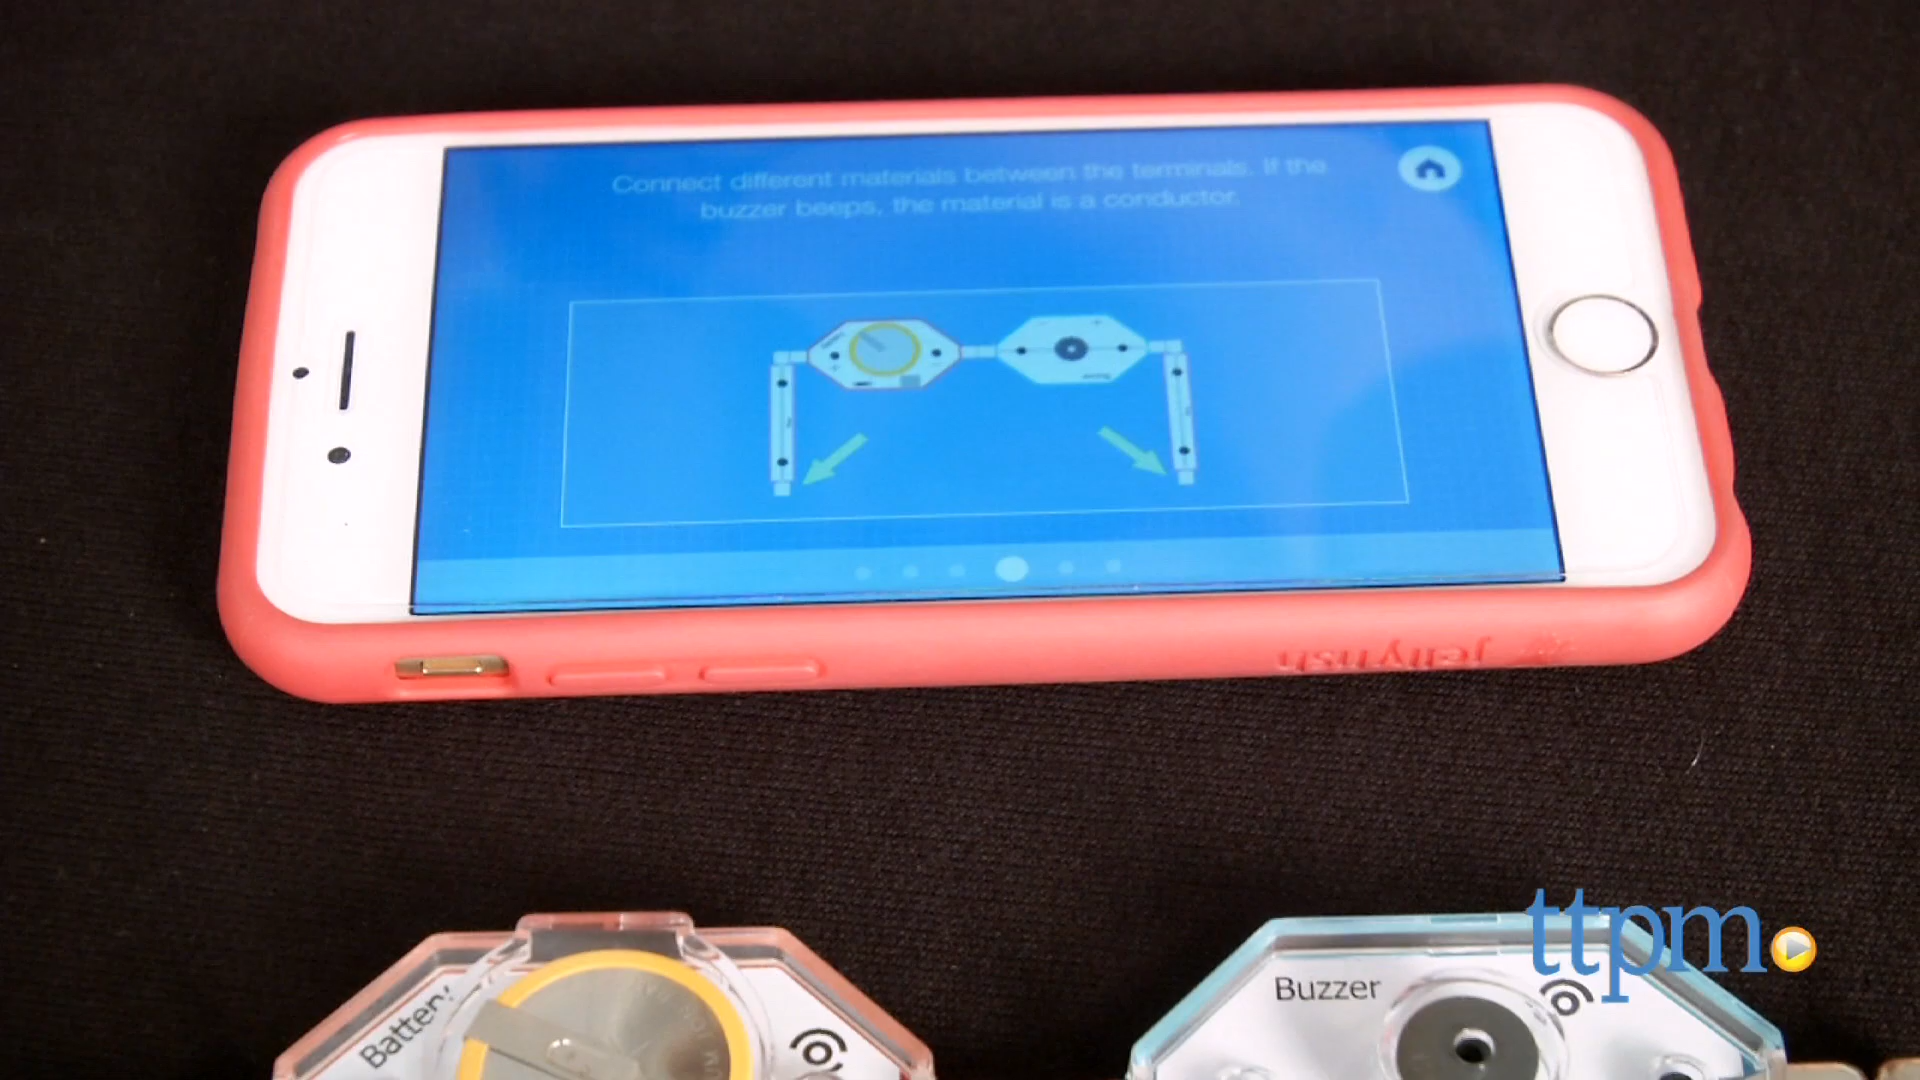 Connect different materials between the terminals. If the
buzzer beeps, the material is a conductor.
jellyfish
ttpm
Battery
Buzzer